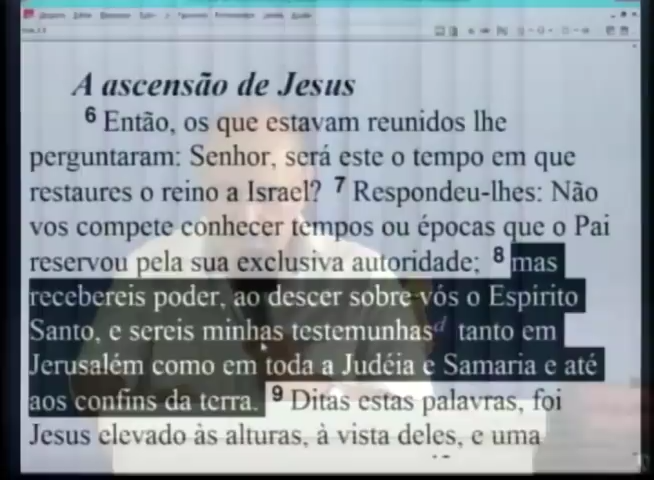 A ascensão de Jesus
6 Então, os que estavam reunidos lhe
perguntaram: Senhor, será este o tempo em que
restaures o reino a Israel? 7 Respondeu-lhes: Não
vos compete conhecer tempos ou épocas que o Pai
reservou pela sua exclusiva autoridade; 8 mas
recebereis poder, ao descer sobre vós o Espírito
Santo, e sereis minhas testemunhas d tanto em
Jerusalém como em toda a Judéia e Samaria e até
aos confins da terra. 9 Ditas estas palavras, foi
Jesus elevado às alturas, à vista deles, e uma